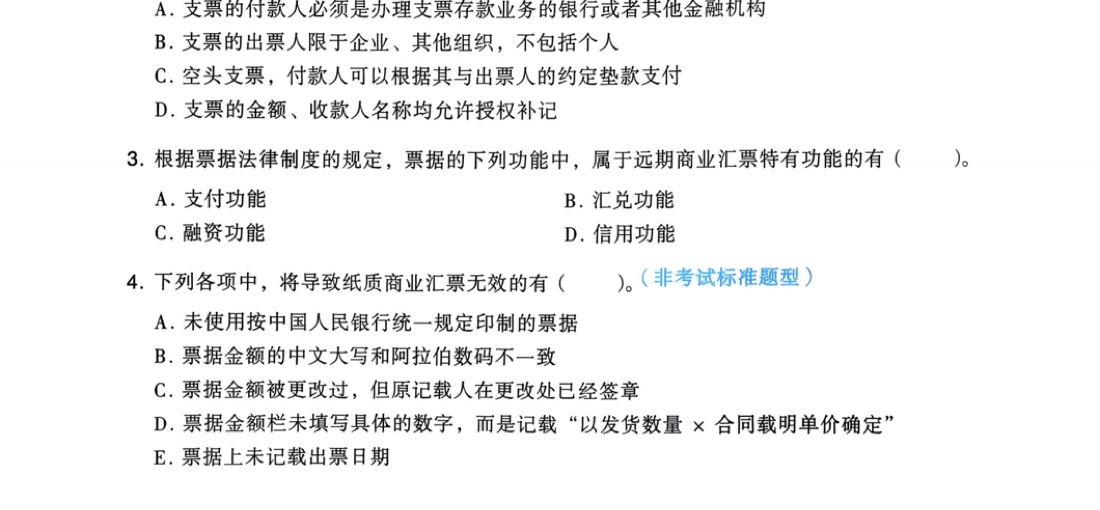 A. 支票的付款人必须是办理支票存款业务的银行或者其他金融机构
B. 支票的出票人限于企业、其他组织，不包括个人
C. 空头支票，付款人可以根据其与出票人的约定垫款支付
D. 支票的金额、收款人名称均允许授权补记
3. 根据票据法律制度的规定，票据的下列功能中，属于远期商业汇票特有功能的有（　　）。
A. 支付功能　　B. 汇兑功能
C. 融资功能　　D. 信用功能
4. 下列各项中，将导致纸质商业汇票无效的有（　　）。（非考试标准题型）
A. 未使用按中国人民银行统一规定印制的票据
B. 票据金额的中文大写和阿拉伯数码不一致
C. 票据金额被更改过，但原记载人在更改处已经签章
D. 票据金额栏未填写具体的数字，而是记载“以发货数量 × 合同载明单价确定”
E. 票据上未记载出票日期